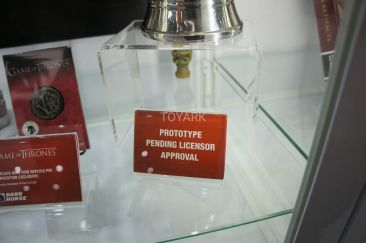 GAME OF THRONES
TOYARK
PROTOTYPE
PENDING LICENSOR
APPROVAL
GAME OF THRONES
DARK
HORSE